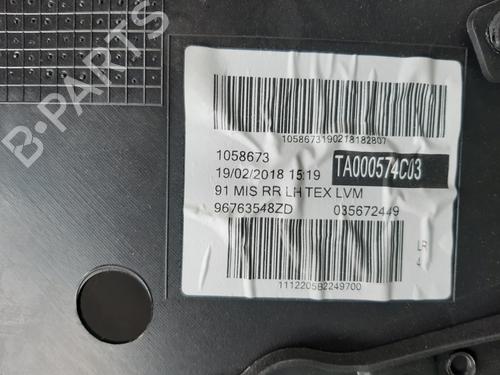 B-PARTS
1058673190218182807
1058673
19/02/2018 15:19
TA000574C03
91 MIS RR LH TEX LVM
96763548ZD 035672449
LR
4
1112205B2249700